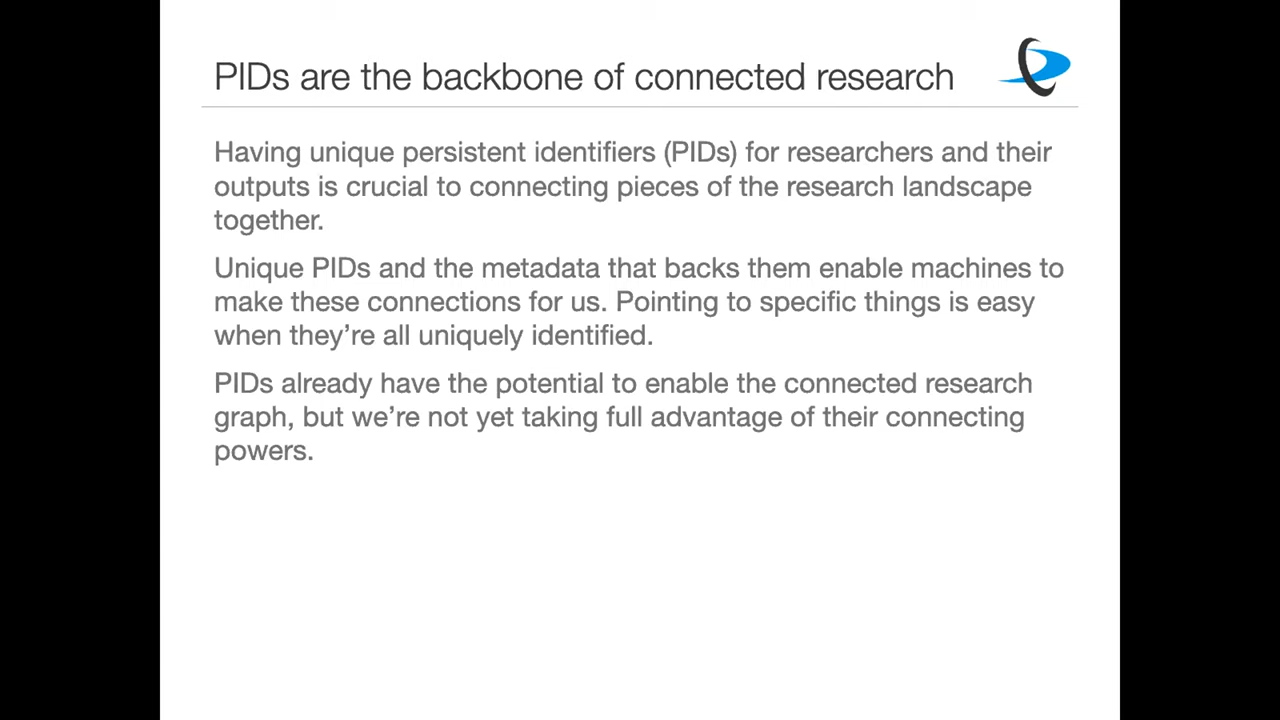 PIDs are the backbone of connected research
Having unique persistent identifiers (PIDs) for researchers and their
outputs is crucial to connecting pieces of the research landscape
together.
Unique PIDs and the metadata that backs them enable machines to
make these connections for us. Pointing to specific things is easy
when they’re all uniquely identified.
PIDs already have the potential to enable the connected research
graph, but we’re not yet taking full advantage of their connecting
powers.